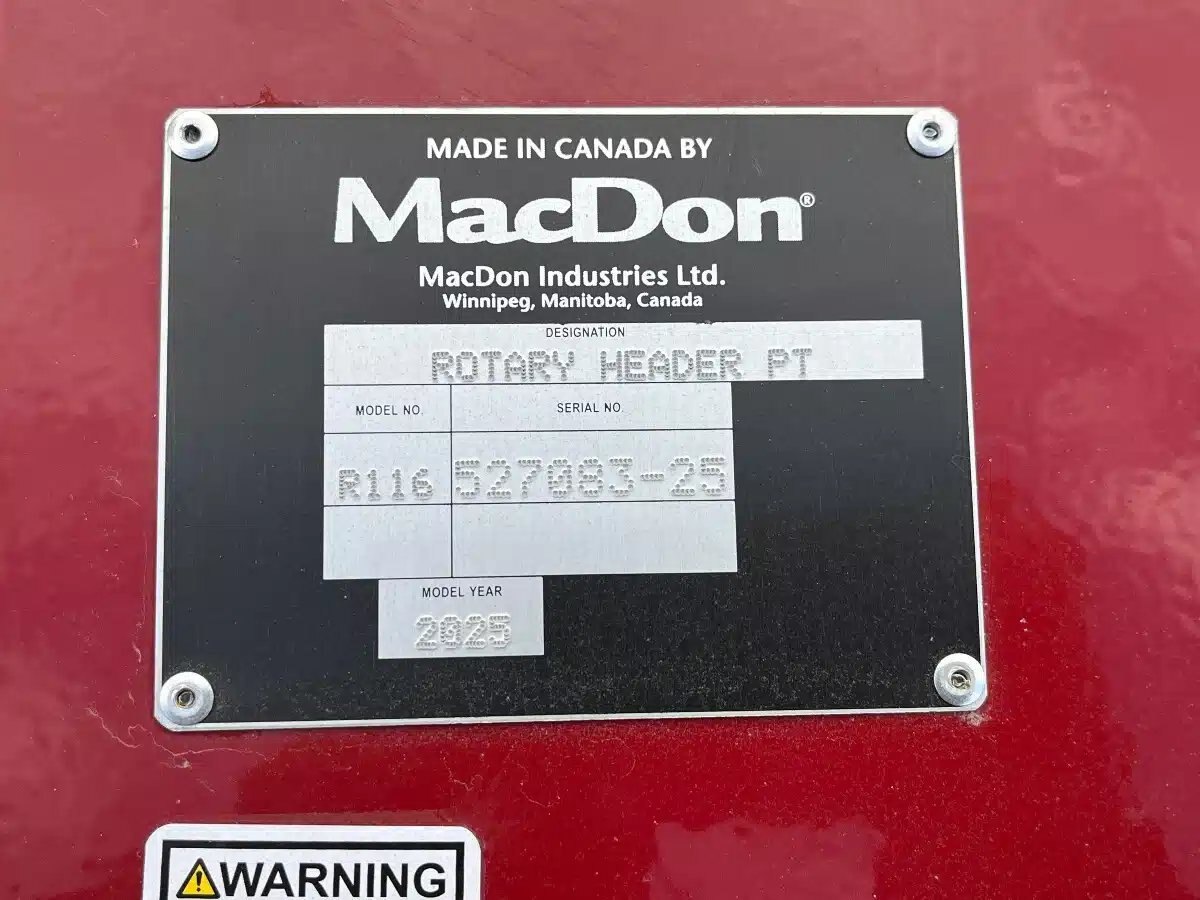 MADE IN CANADA BY
MacDon®
MacDon Industries Ltd.
Winnipeg, Manitoba, Canada
DESIGNATION
ROTARY HEADER PT
MODEL NO. SERIAL NO.
R116 527083-25
MODEL YEAR
2025
WARNING